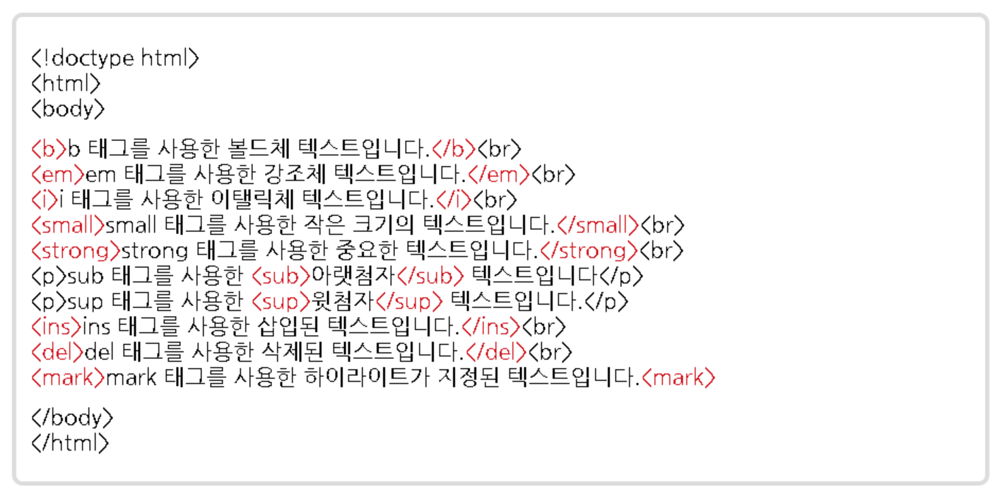 <!doctype html>
<html>
<body>
<b>b 태그를 사용한 볼드체 텍스트입니다.</b><br>
<em>em 태그를 사용한 강조체 텍스트입니다.</em><br>
<i>i 태그를 사용한 이탤릭체 텍스트입니다.</i><br>
<small>small 태그를 사용한 작은 크기의 텍스트입니다.</small><br>
<strong>strong 태그를 사용한 중요한 텍스트입니다.</strong><br>
<p>sub 태그를 사용한 <sub>아랫첨자</sub> 텍스트입니다</p>
<p>sup 태그를 사용한 <sup>윗첨자</sup> 텍스트입니다.</p>
<ins>ins 태그를 사용한 삽입된 텍스트입니다.</ins><br>
<del>del 태그를 사용한 삭제된 텍스트입니다.</del><br>
<mark>mark 태그를 사용한 하이라이트가 지정된 텍스트입니다.<mark>
</body>
</html>